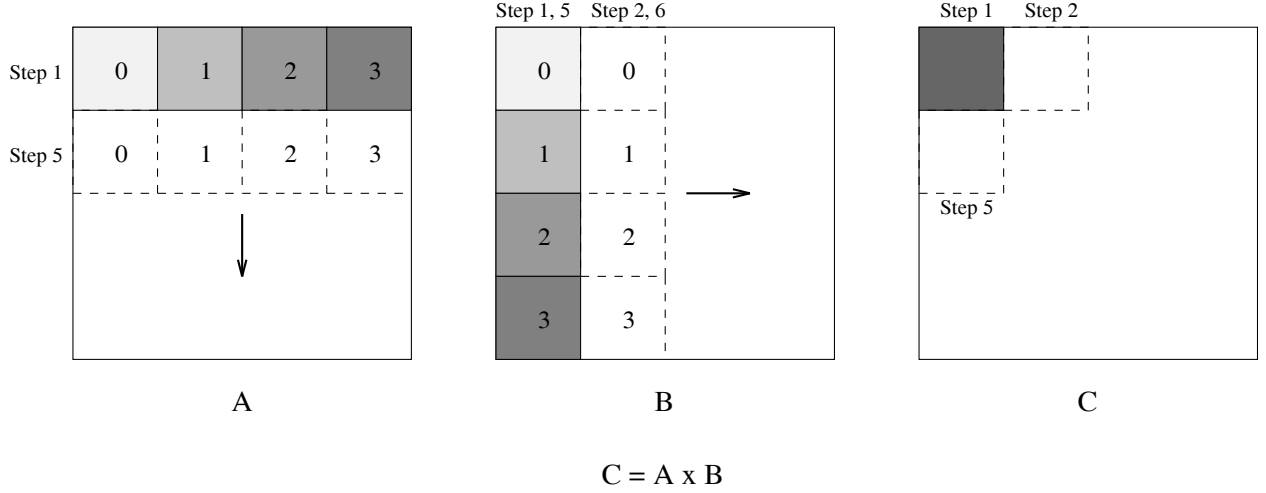 Step 1, 5 Step 2, 6 Step 1 Step 2
Step 1 0 1 2 3 0 0
Step 5 0 1 2 3 1 1
Step 5
2 2
3 3
A B C
C = A x B